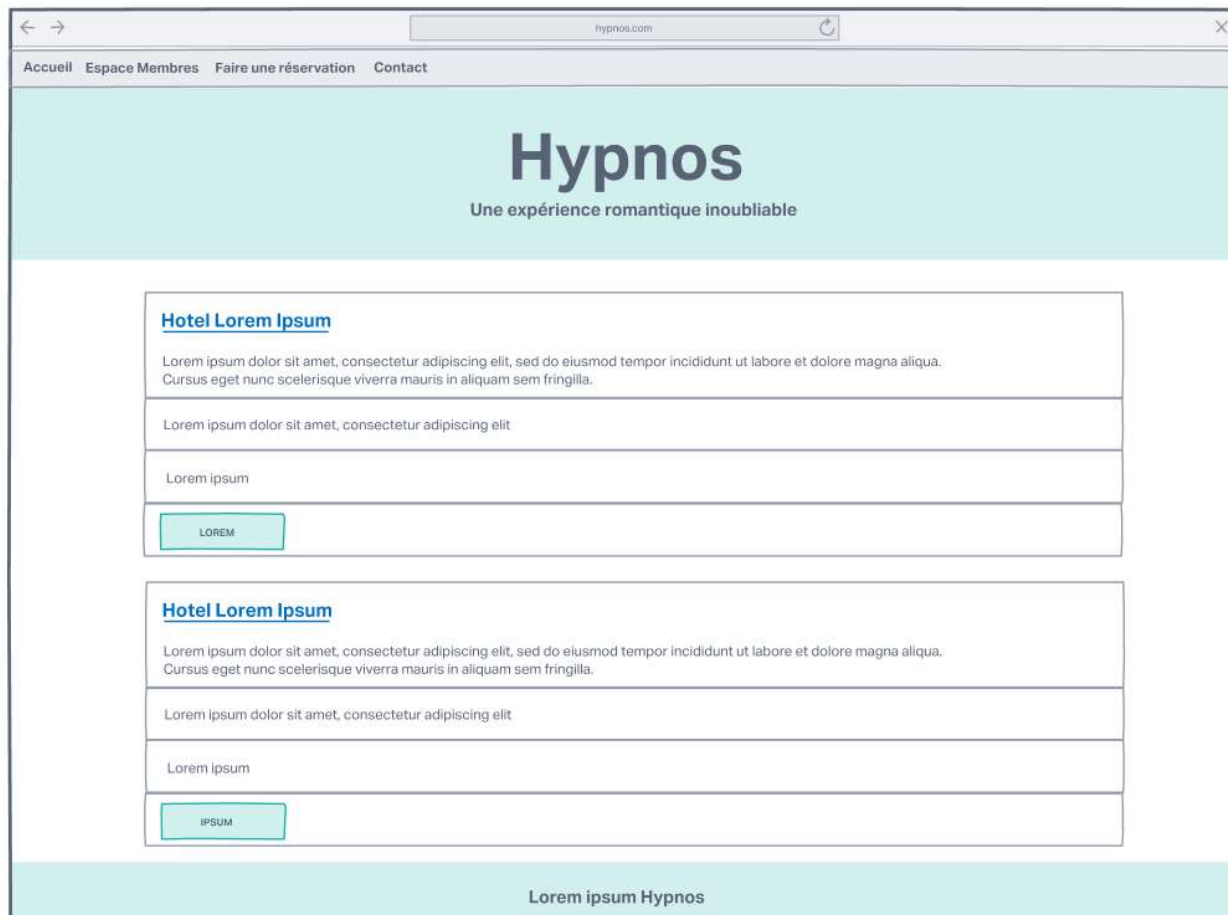 hypnos.com
Accueil Espace Membres Faire une réservation Contact
Hypnos
Une expérience romantique inoubliable
Hotel Lorem Ipsum
Lorem ipsum dolor sit amet, consectetur adipiscing elit, sed do eiusmod tempor incididunt ut labore et dolore magna aliqua.
Cursus eget nunc scelerisque viverra mauris in aliquam sem fringilla.
Lorem ipsum dolor sit amet, consectetur adipiscing elit
Lorem ipsum
LOREM
Hotel Lorem Ipsum
Lorem ipsum dolor sit amet, consectetur adipiscing elit, sed do eiusmod tempor incididunt ut labore et dolore magna aliqua.
Cursus eget nunc scelerisque viverra mauris in aliquam sem fringilla.
Lorem ipsum dolor sit amet, consectetur adipiscing elit
Lorem ipsum
IPSUM
Lorem ipsum Hypnos